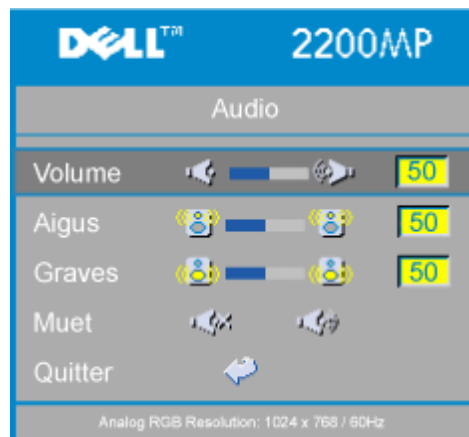 DELL™ 2200MP
Audio
Volume 50
Aigus 50
Graves 50
Muet
Quitter
Analog RGB Resolution: 1024 x 768 / 60Hz